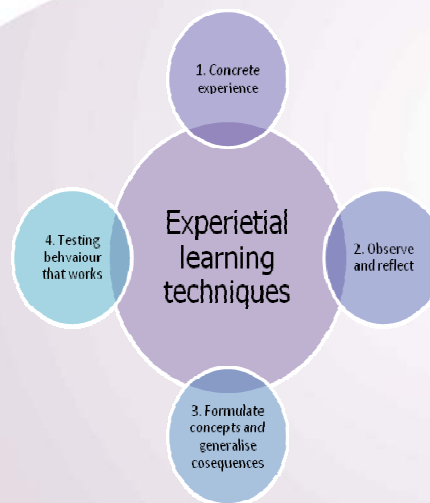 1. Concrete
experience
Experietial
learning
techniques
2. Observe
and reflect
3. Formulate
concepts and
generalise
cosequences
4. Testing
behvaiour
that works